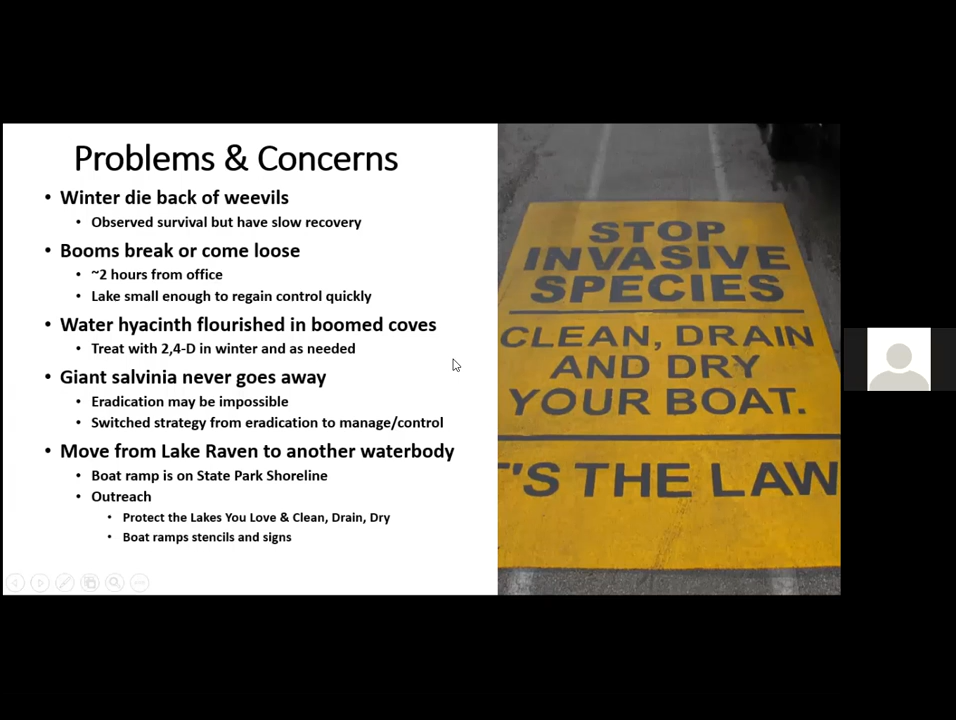 Problems & Concerns
• Winter die back of weevils
• Observed survival but have slow recovery
• Booms break or come loose
• ~2 hours from office
• Lake small enough to regain control quickly
• Water hyacinth flourished in boomed coves
• Treat with 2,4-D in winter and as needed
• Giant salvinia never goes away
• Eradication may be impossible
• Switched strategy from eradication to manage/control
• Move from Lake Raven to another waterbody
• Boat ramp is on State Park Shoreline
• Outreach
• Protect the Lakes You Love & Clean, Drain, Dry
• Boat ramps stencils and signs
STOP
INVASIVE
SPECIES
CLEAN, DRAIN
AND DRY
YOUR BOAT.
T'S THE LAW